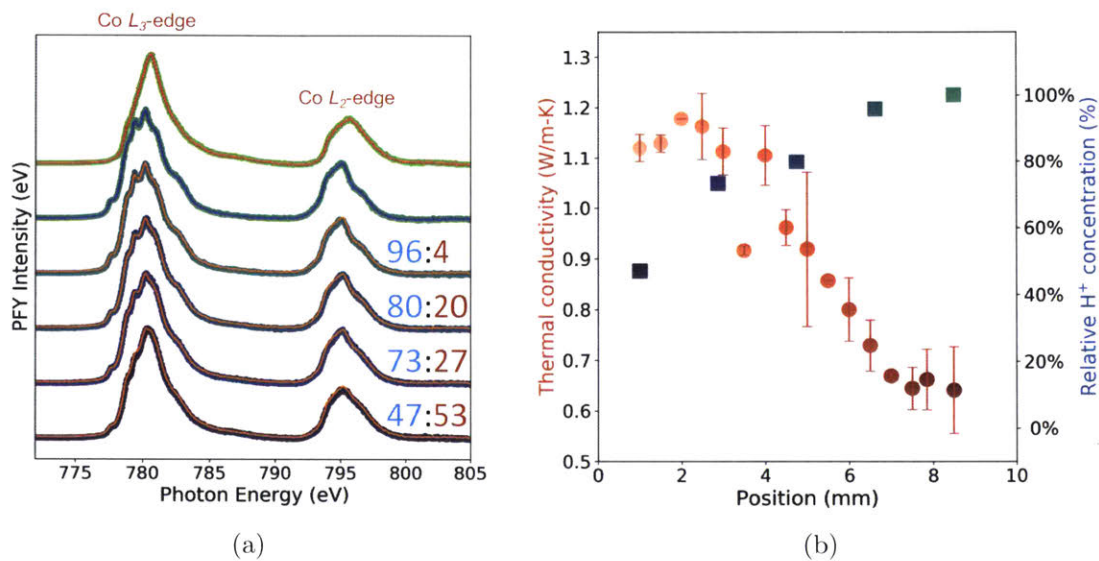 Co L3-edge
Co L2-edge
96:4
80:20
73:27
47:53
PFY Intensity (eV)
775 780 785 790 795 800 805
Photon Energy (eV)
(a)
Thermal conductivity (W/m-K)
1.3
1.2
1.1
1.0
0.9
0.8
0.7
0.6
0.5
0 2 4 6 8 10
Position (mm)
100%
80%
60%
40%
20%
0%
Relative H+ concentration (%)
(b)